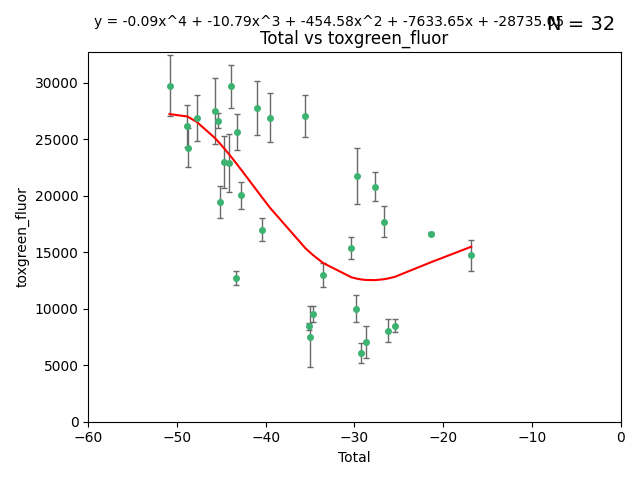 y = -0.09x^4 + -10.79x^3 + -454.58x^2 + -7633.65x + -28735.
N = 32
Total vs toxgreen_fluor
30000
25000
20000
15000
10000
5000
0
toxgreen_fluor
−60
−50
−40
−30
−20
−10
0
Total